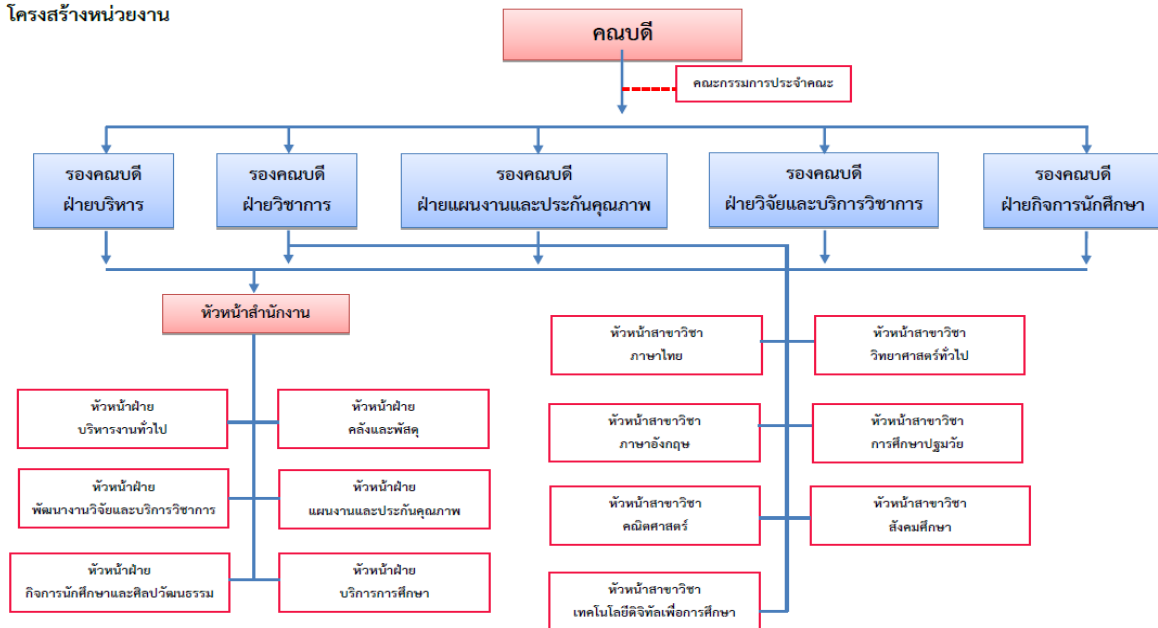 โครงสร้างหน่วยงาน
คณบดี
คณะกรรมการประจำคณะ
รองคณบดี
ฝ่ายบริหาร
รองคณบดี
ฝ่ายวิชาการ
รองคณบดี
ฝ่ายแผนงานและประกันคุณภาพ
รองคณบดี
ฝ่ายวิจัยและบริการวิชาการ
รองคณบดี
ฝ่ายกิจการนักศึกษา
หัวหน้าสำนักงาน
หัวหน้าฝ่าย
บริหารงานทั่วไป
หัวหน้าฝ่าย
คลังและพัสดุ
หัวหน้าฝ่าย
พัฒนางานวิจัยและบริการวิชาการ
หัวหน้าฝ่าย
แผนงานและประกันคุณภาพ
หัวหน้าฝ่าย
กิจการนักศึกษาและศิลปวัฒนธรรม
หัวหน้าฝ่าย
บริการการศึกษา
หัวหน้าสาขาวิชา
ภาษาไทย
หัวหน้าสาขาวิชา
วิทยาศาสตร์ทั่วไป
หัวหน้าสาขาวิชา
ภาษาอังกฤษ
หัวหน้าสาขาวิชา
การศึกษาปฐมวัย
หัวหน้าสาขาวิชา
คณิตศาสตร์
หัวหน้าสาขาวิชา
สังคมศึกษา
หัวหน้าสาขาวิชา
เทคโนโลยีดิจิทัลเพื่อการศึกษา